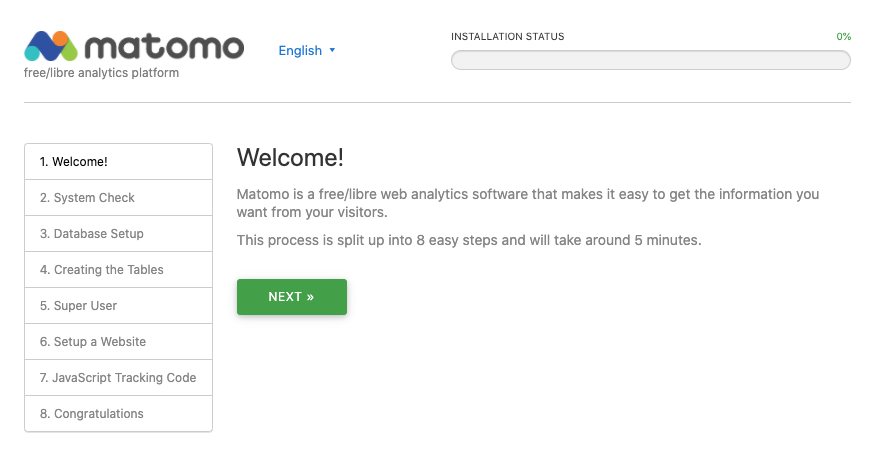 matomo
free/libre analytics platform
English
INSTALLATION STATUS
0%
1. Welcome!
2. System Check
3. Database Setup
4. Creating the Tables
5. Super User
6. Setup a Website
7. JavaScript Tracking Code
8. Congratulations
Welcome!
Matomo is a free/libre web analytics software that makes it easy to get the information you
want from your visitors.
This process is split up into 8 easy steps and will take around 5 minutes.
NEXT »